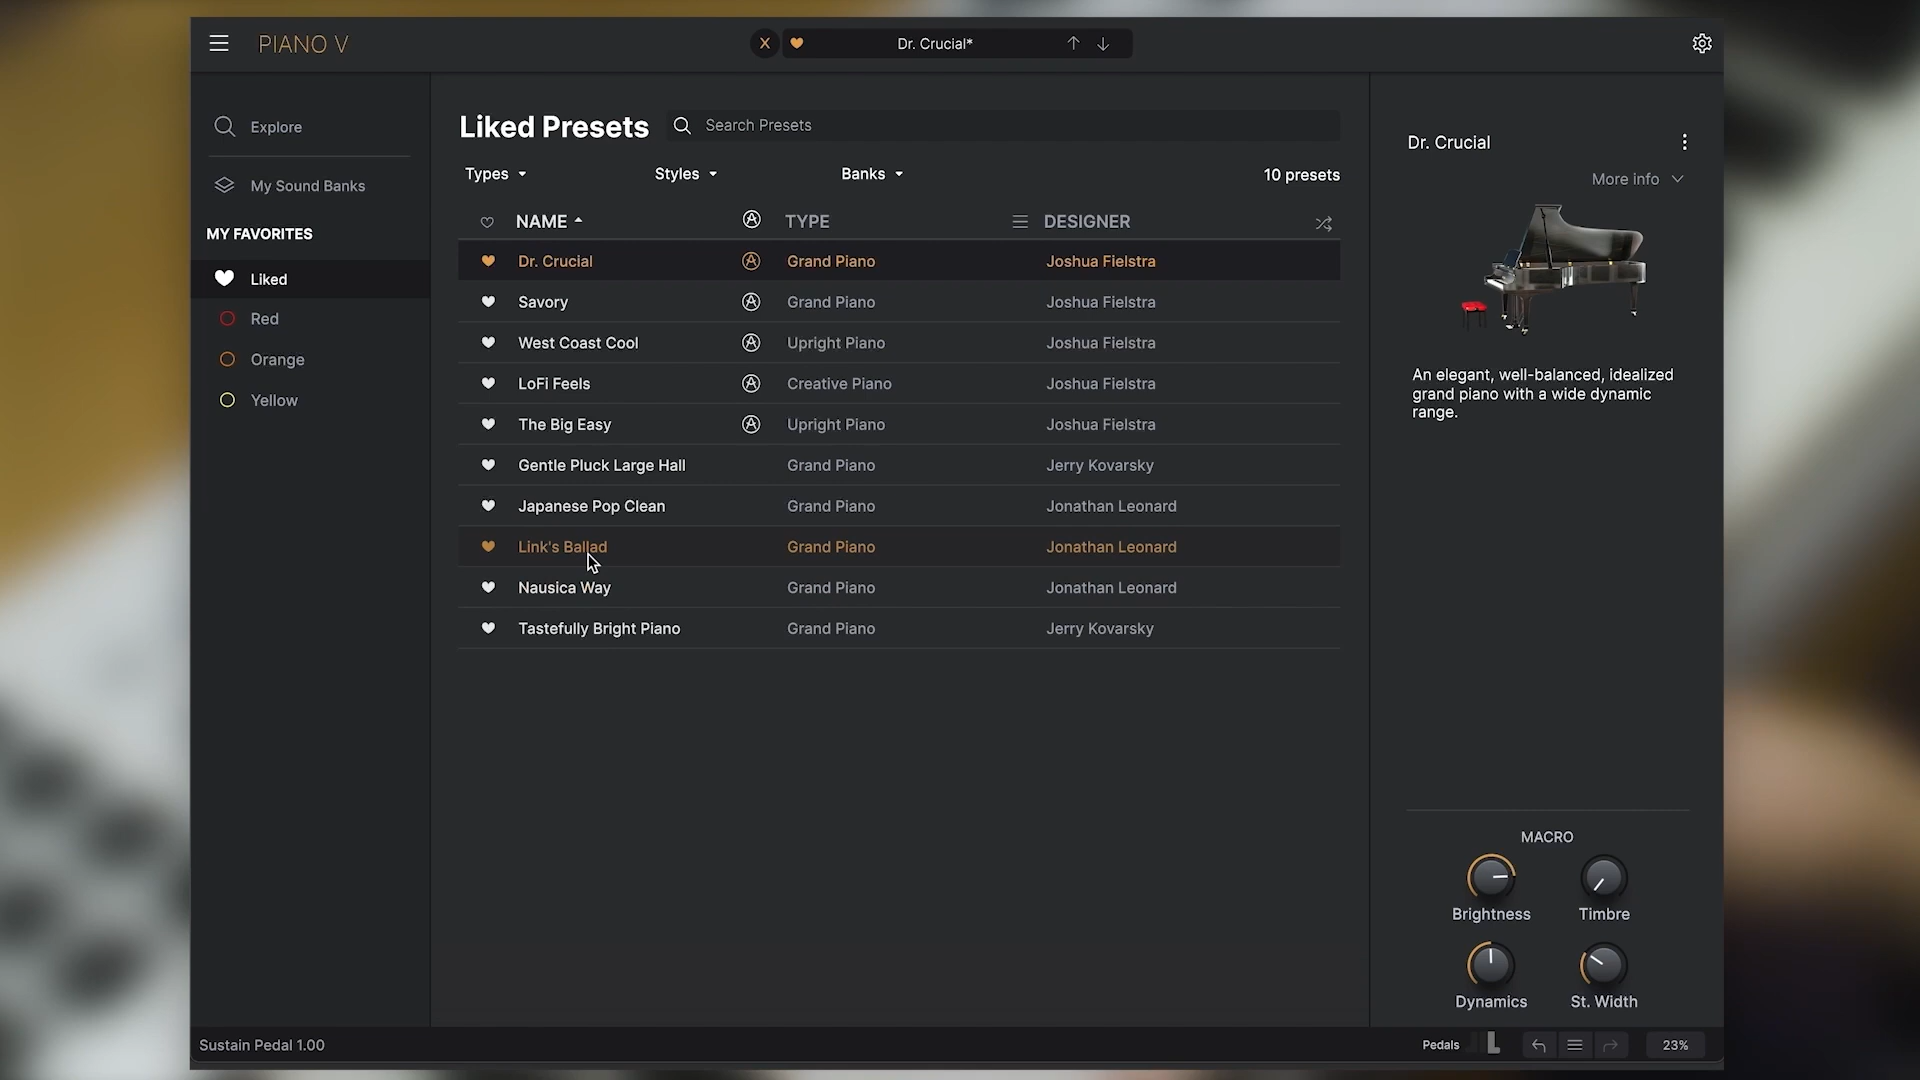 PIANO V
X
Dr. Crucial*
Explore
My Sound Banks
MY FAVORITES
Liked
Red
Orange
Yellow
Liked Presets
Search Presets
Types
Styles
Banks
10 presets
NAME TYPE DESIGNER
Dr. Crucial Grand Piano Joshua Fielstra
Savory Grand Piano Joshua Fielstra
West Coast Cool Upright Piano Joshua Fielstra
LoFi Feels Creative Piano Joshua Fielstra
The Big Easy Upright Piano Joshua Fielstra
Gentle Pluck Large Hall Grand Piano Jerry Kovarsky
Japanese Pop Clean Grand Piano Jonathan Leonard
Link's Ballad Grand Piano Jonathan Leonard
Nausica Way Grand Piano Jonathan Leonard
Tastefully Bright Piano Grand Piano Jerry Kovarsky
Dr. Crucial
More info
An elegant, well-balanced, idealized
grand piano with a wide dynamic
range.
MACRO
Brightness Timbre
Dynamics St. Width
Sustain Pedal 1.00
Pedals
23%